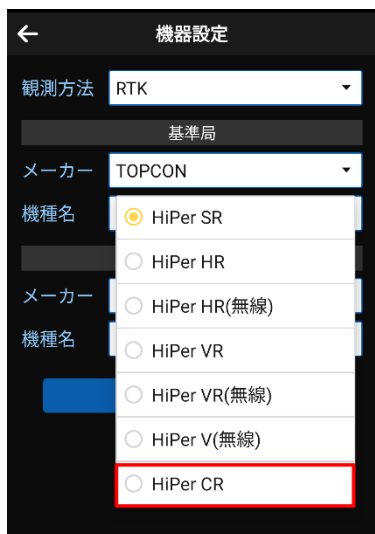 機器設定
観測方法 RTK
基準局
メーカー TOPCON
機種名
HiPer SR
HiPer HR
HiPer HR(無線)
メーカー
機種名
HiPer VR
HiPer VR(無線)
HiPer V(無線)
HiPer CR